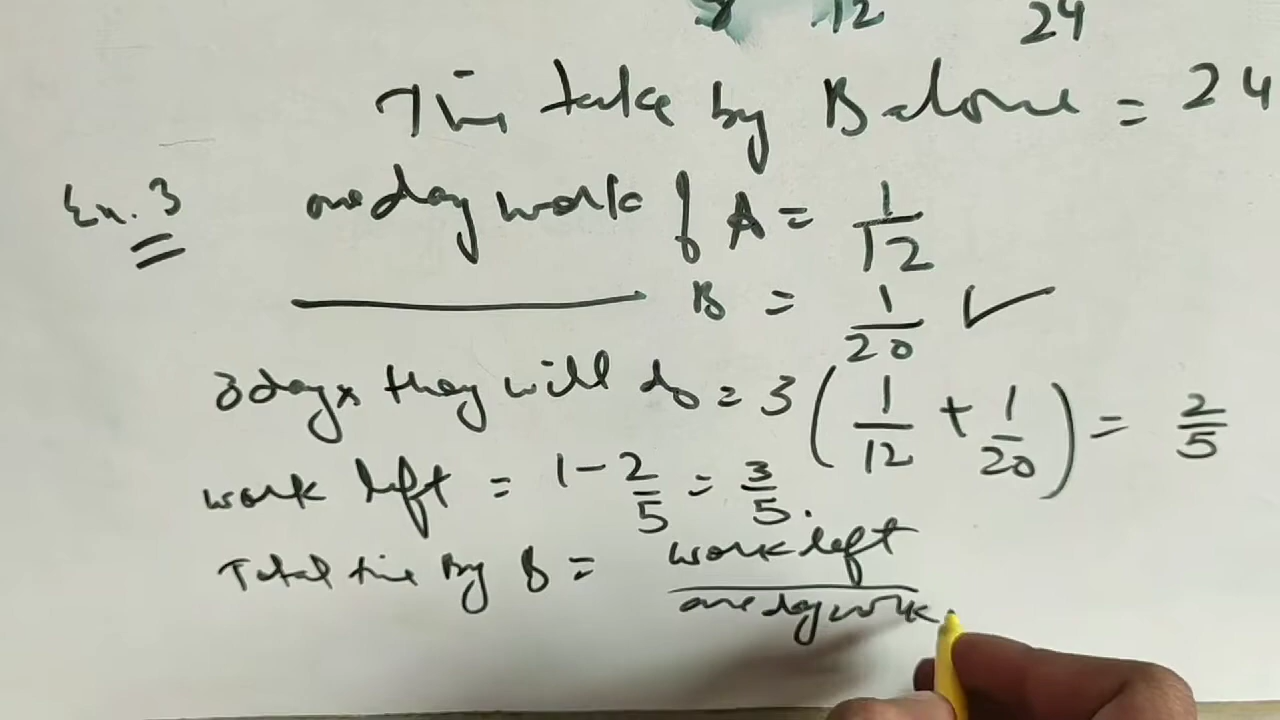 8 12 24
Time take by B alone = 24
Ex. 3 one day work of A = 1/12
B = 1/20 ✓
3 days they will do = 3 ( 1/12 + 1/20 ) = 2/5
work left = 1 - 2/5 = 3/5.
Total time By B = work left / one day work